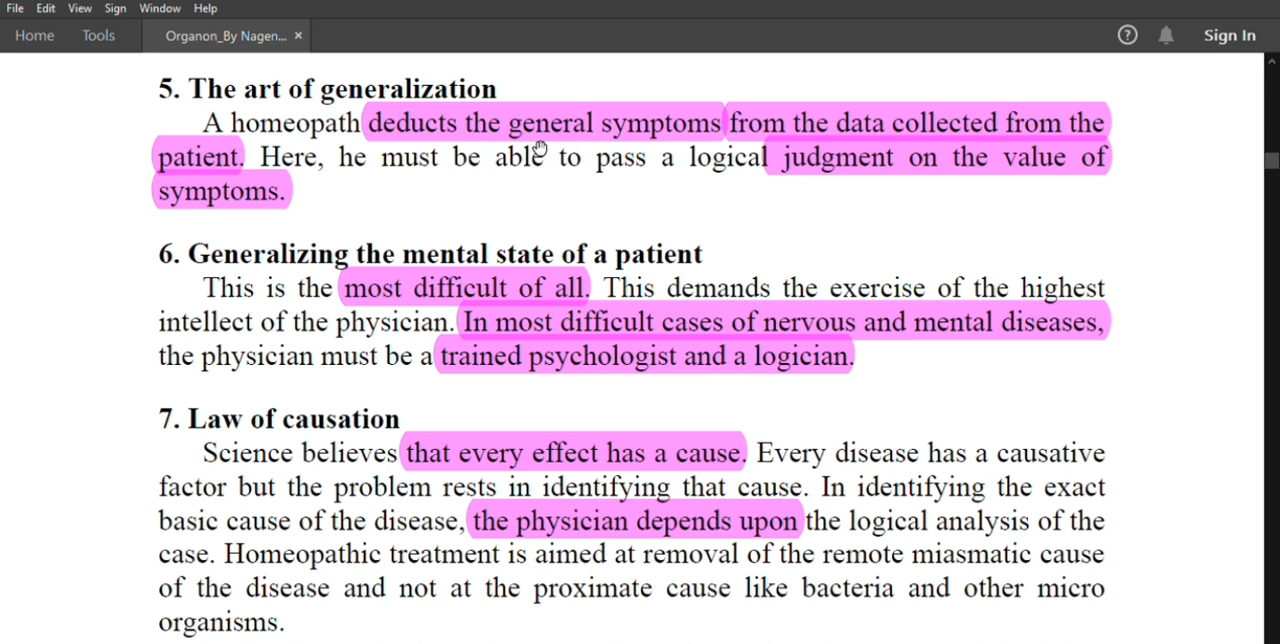 File Edit View Sign Window Help
Home Tools Organon_By Nagen... × ? Sign In
5. The art of generalization
A homeopath deducts the general symptoms from the data collected from the
patient. Here, he must be able to pass a logical judgment on the value of
symptoms.
6. Generalizing the mental state of a patient
This is the most difficult of all. This demands the exercise of the highest
intellect of the physician. In most difficult cases of nervous and mental diseases,
the physician must be a trained psychologist and a logician.
7. Law of causation
Science believes that every effect has a cause. Every disease has a causative
factor but the problem rests in identifying that cause. In identifying the exact
basic cause of the disease, the physician depends upon the logical analysis of the
case. Homeopathic treatment is aimed at removal of the remote miasmatic cause
of the disease and not at the proximate cause like bacteria and other micro
organisms.